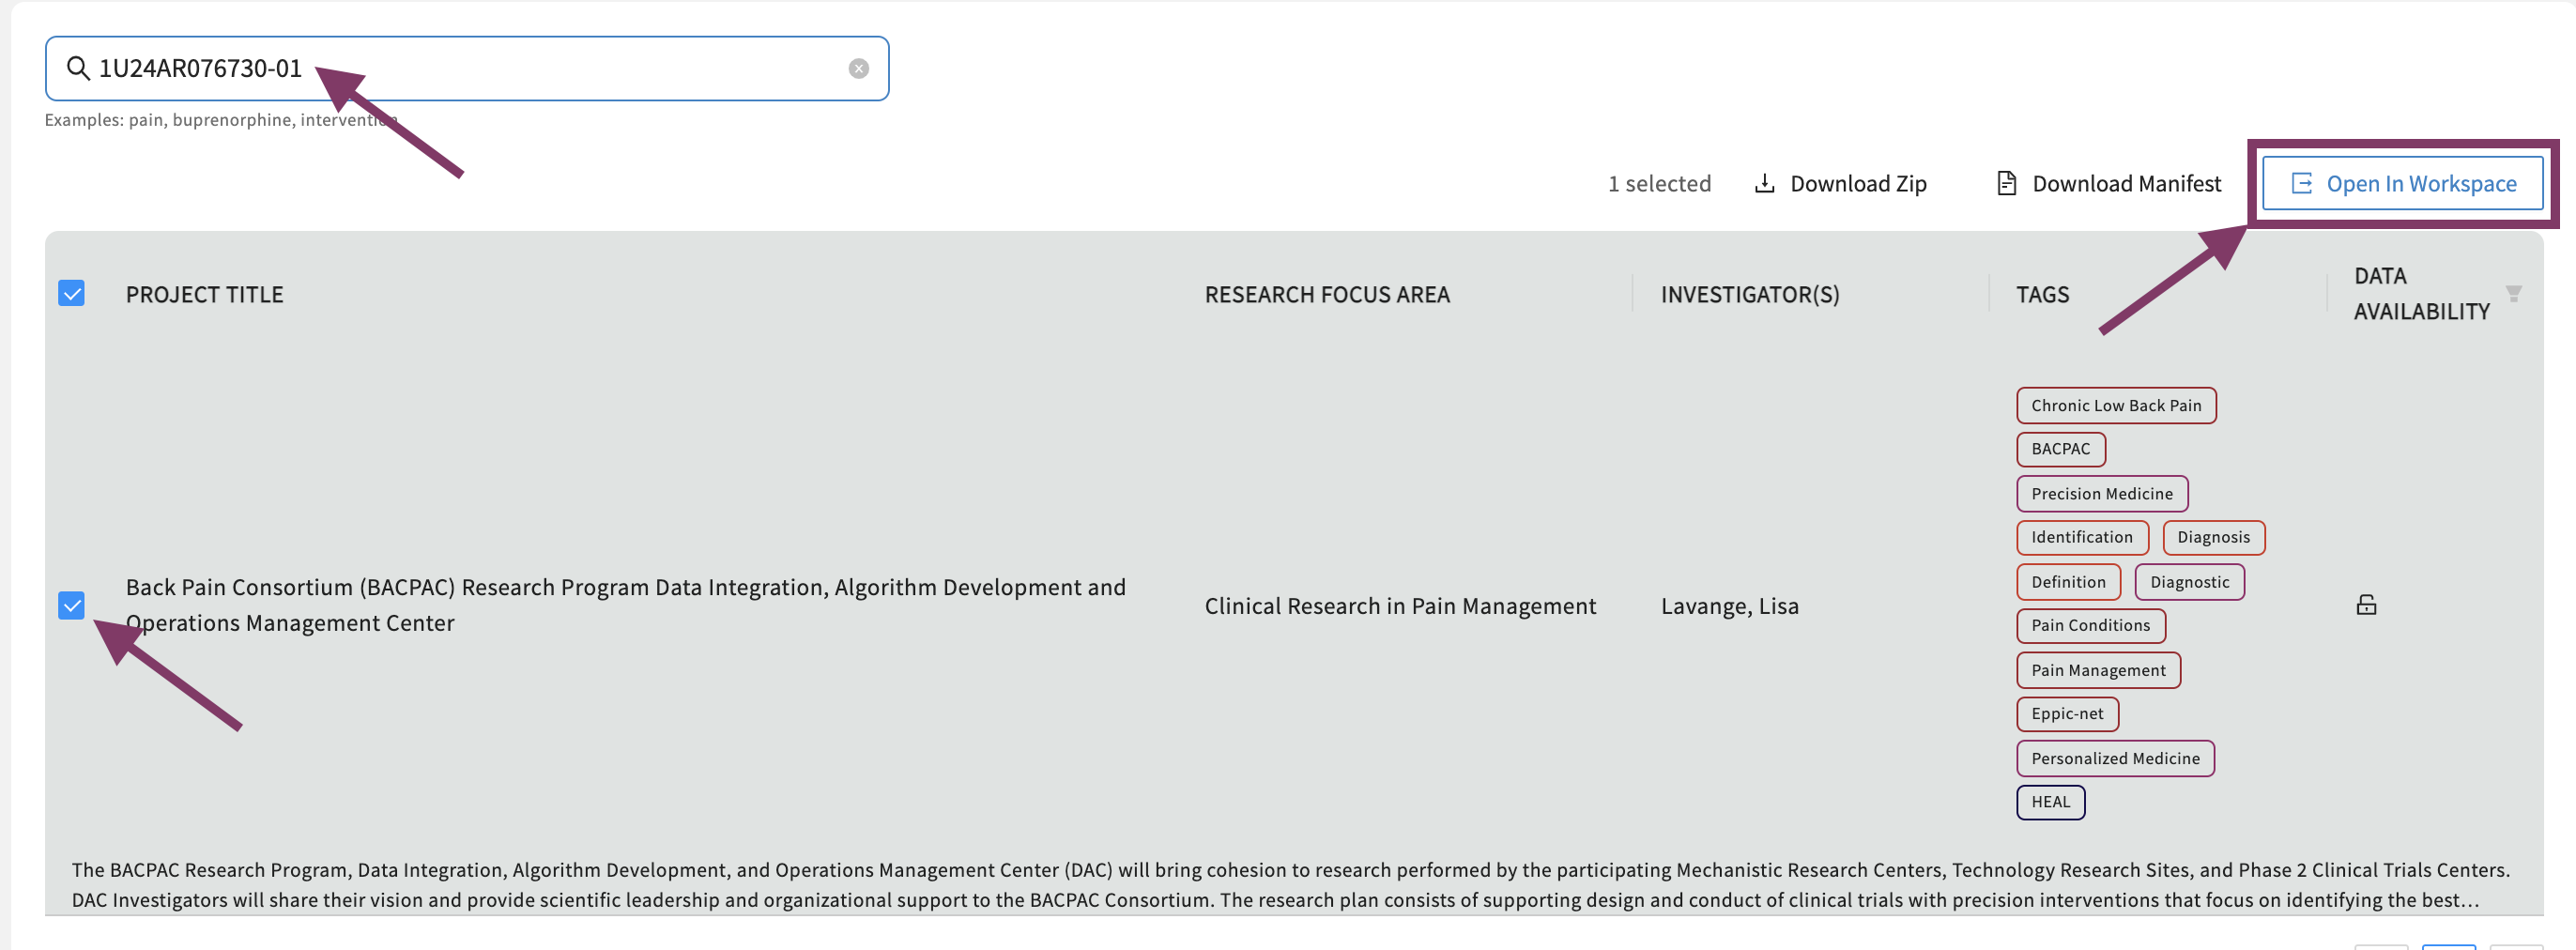 1U24AR076730-01
Examples: pain, buprenorphine, intervention
1 selected Download Zip Download Manifest Open In Workspace
PROJECT TITLE RESEARCH FOCUS AREA INVESTIGATOR(S) TAGS DATA AVAILABILITY
Back Pain Consortium (BACPAC) Research Program Data Integration, Algorithm Development and
Operations Management Center
Clinical Research in Pain Management
Lavange, Lisa
Chronic Low Back Pain
BACPAC
Precision Medicine
Identification Diagnosis
Definition Diagnostic
Pain Conditions
Pain Management
Eppic-net
Personalized Medicine
HEAL
The BACPAC Research Program, Data Integration, Algorithm Development, and Operations Management Center (DAC) will bring cohesion to research performed by the participating Mechanistic Research Centers, Technology Research Sites, and Phase 2 Clinical Trials Centers.
DAC Investigators will share their vision and provide scientific leadership and organizational support to the BACPAC Consortium. The research plan consists of supporting design and conduct of clinical trials with precision interventions that focus on identifying the best...